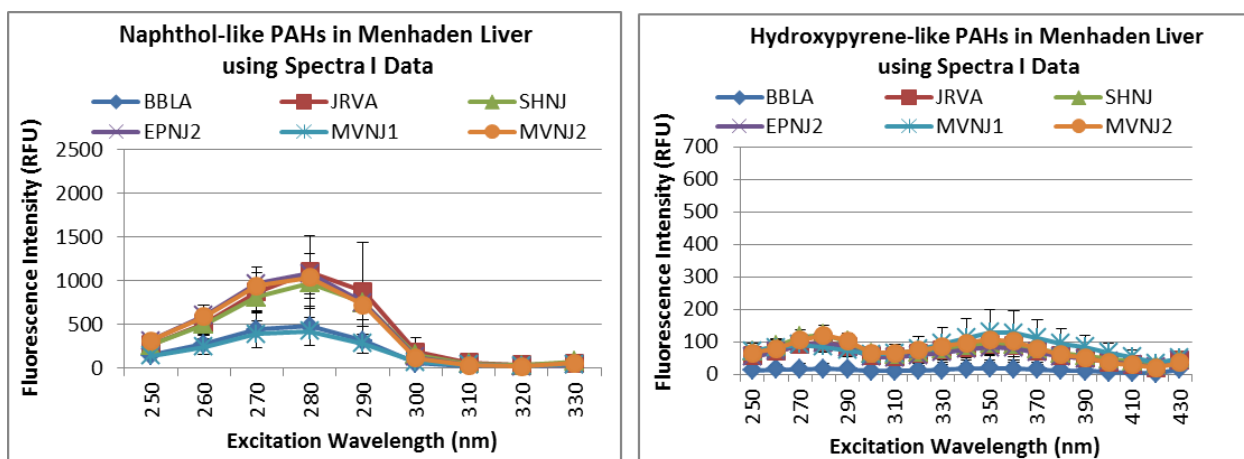 Naphthol-like PAHs in Menhaden Liver
using Spectra I Data
BBLA JRVA SHNJ
EPNJ2 MVNJ1 MVNJ2
Fluorescence Intensity (RFU)
2500
2000
1500
1000
500
0
250 260 270 280 290 300 310 320 330
Excitation Wavelength (nm)
Hydroxypyrene-like PAHs in Menhaden Liver
using Spectra I Data
BBLA JRVA SHNJ
EPNJ2 MVNJ1 MVNJ2
Fluorescence Intensity (RFU)
700
600
500
400
300
200
100
0
250 270 290 310 330 350 370 390 410 430
Excitation Wavelength (nm)